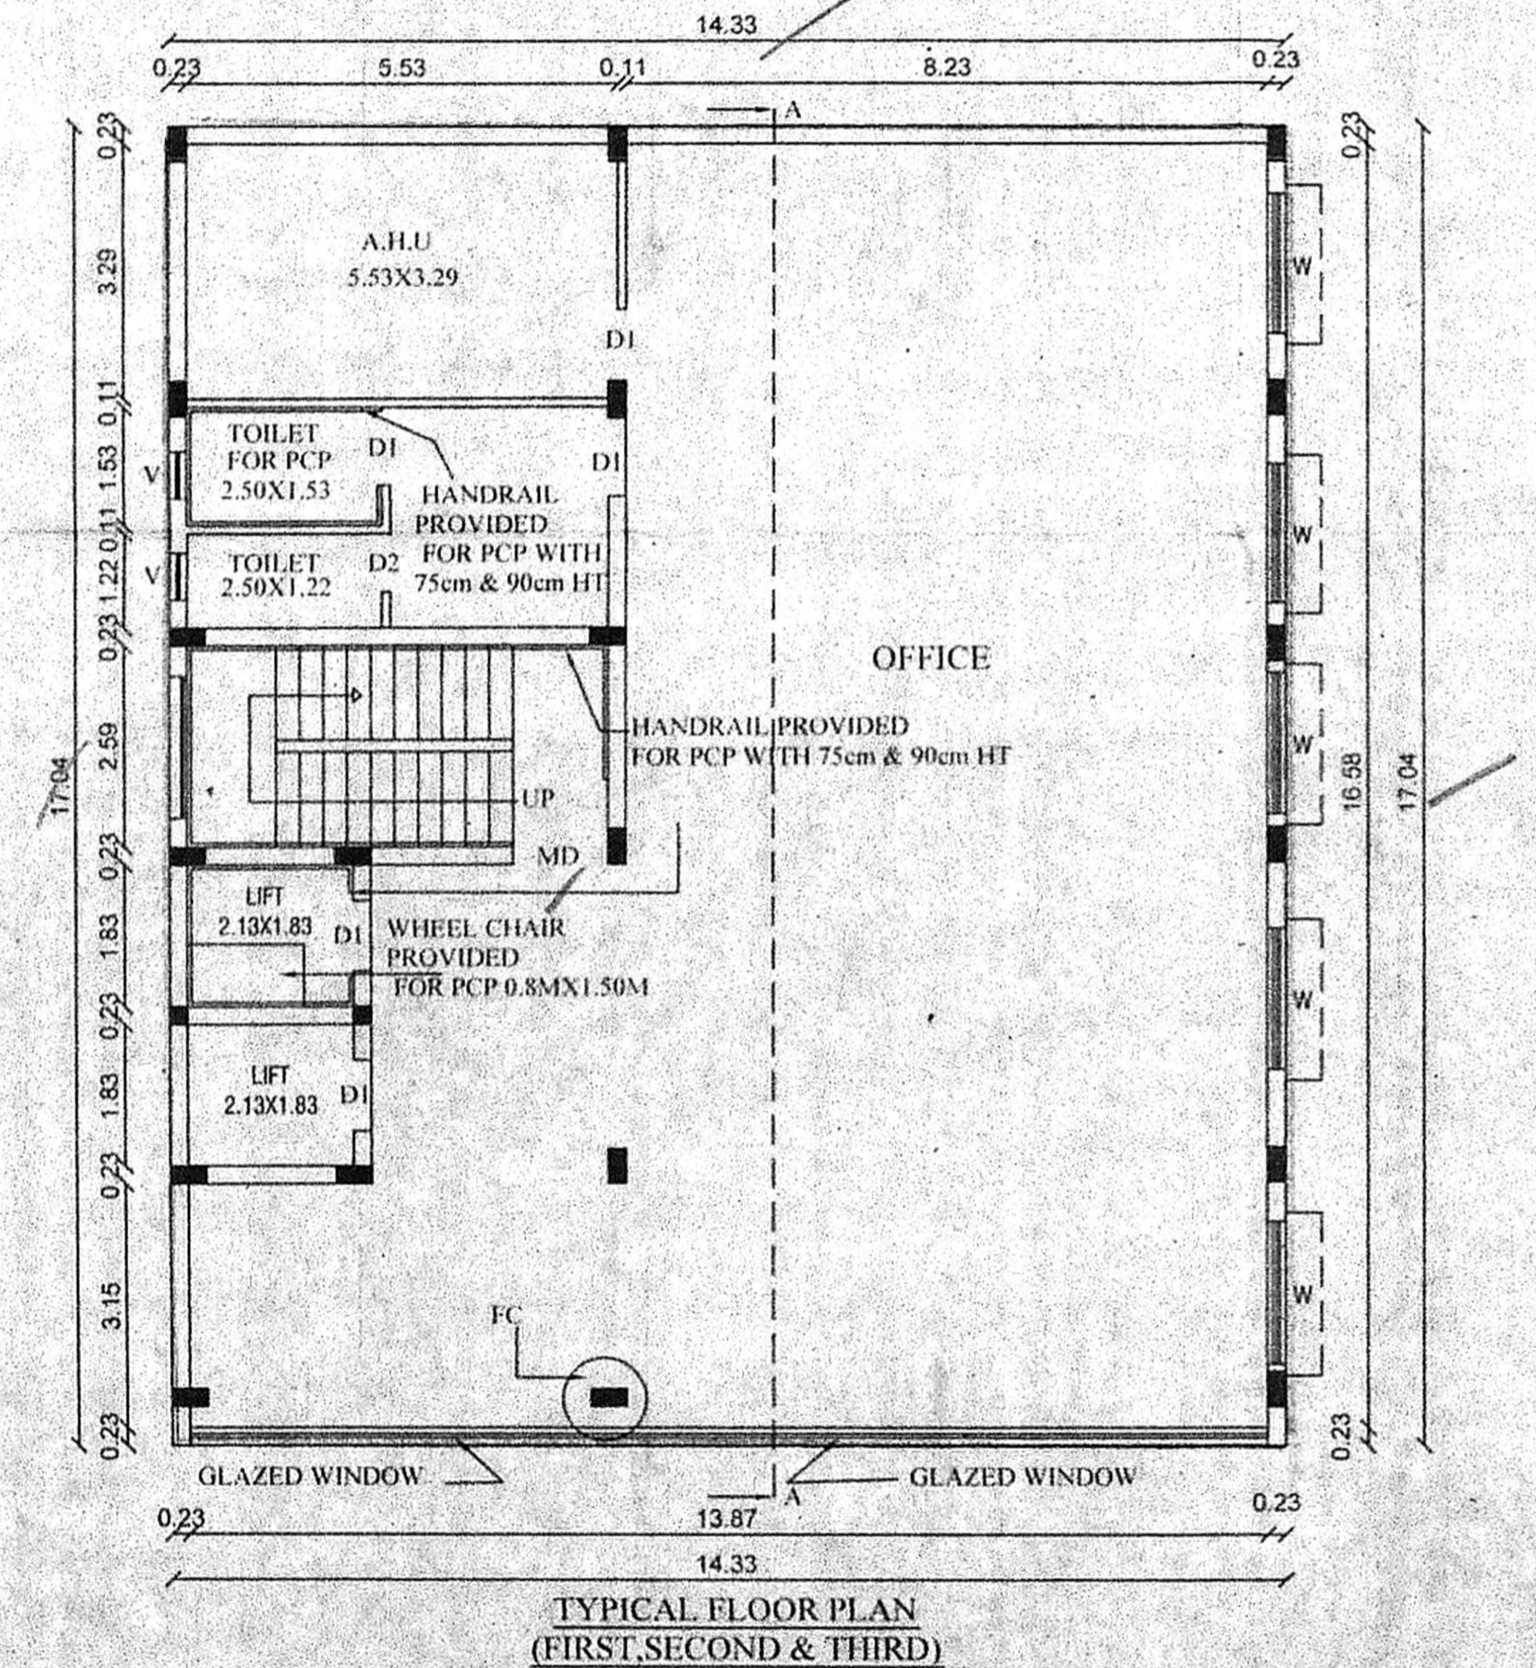 14.33
0.23 5.53 0.11 8.23 0.23
A
0.23
0.23
A.H.U
5.53X3.29
3.29
W
D1
0.11
TOILET
FOR PCP
2.50X1.53
D1
D1
V
1.53
HANDRAIL
PROVIDED
FOR PCP WITH
75cm & 90cm HT
0.11
W
TOILET
2.50X1.22
D2
V
1.22
0.23
OFFICE
HANDRAIL PROVIDED
FOR PCP WITH 75cm & 90cm HT
W
2.59
17.04
16.58
17.04
UP
MD
0.23
LIFT
2.13X1.83
D1
1.83
WHEEL CHAIR
PROVIDED
FOR PCP 0.8MX1.50M
W
0.23
LIFT
2.13X1.83
D1
1.83
0.23
3.15
FC
W
0.23
0.23
GLAZED WINDOW
GLAZED WINDOW
A
0.23 13.87 0.23
14.33
TYPICAL FLOOR PLAN
(FIRST,SECOND & THIRD)